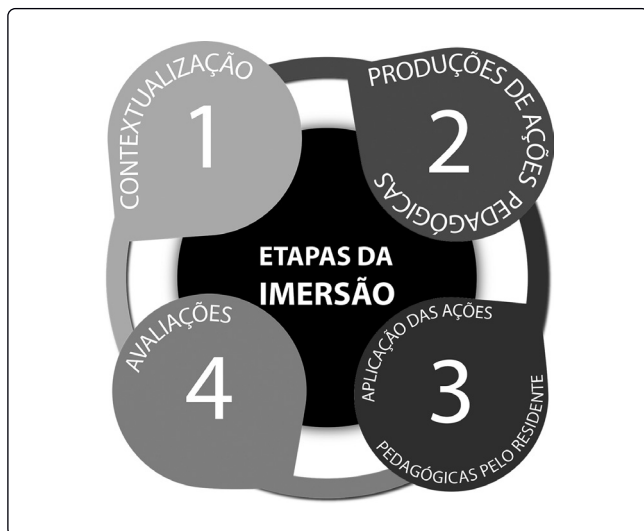 CONTEXTUALIZAÇÃO
1
PRODUÇÕES DE AÇÕES PEDAGÓGICAS
2
ETAPAS DA
IMERSÃO
APLICAÇÃO DAS AÇÕES
3
PEDAGÓGICAS PELO RESIDENTE
AVALIAÇÕES
4